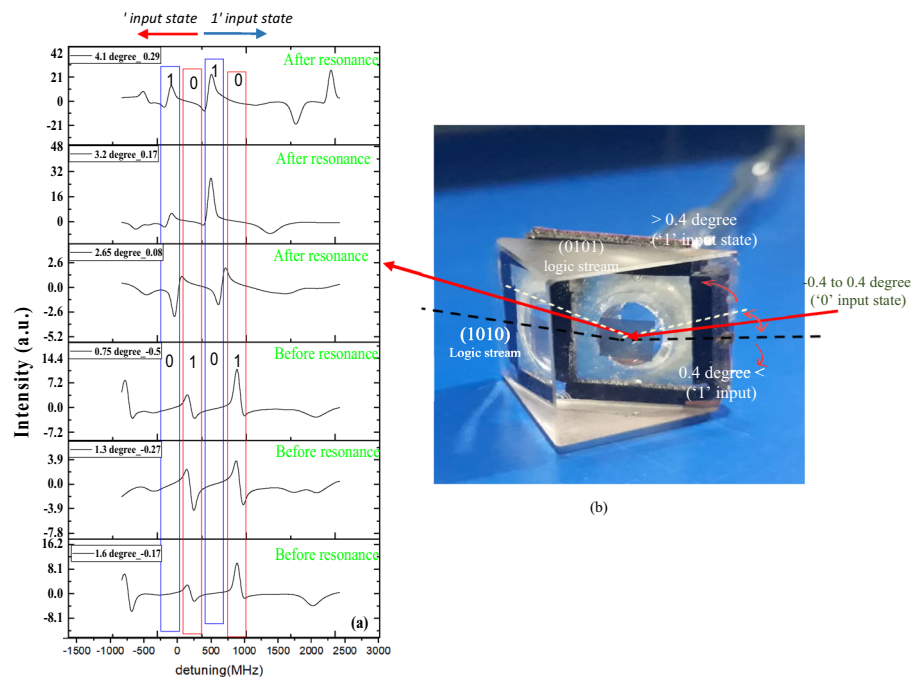 ' input state 1' input state
42
21
0
-21
4.1 degree_0.29
After resonance
1 0 1 0
48
32
16
0
3.2 degree_0.17
After resonance
2.6
0.0
-2.6
-5.2
2.65 degree_0.08
After resonance
14.4
7.2
0.0
-7.2
0.75 degree_-0.5
Before resonance
0 1 0 1
3.9
0.0
-3.9
-7.8
1.3 degree_-0.27
Before resonance
16.2
8.1
0.0
-8.1
1.6 degree_-0.17
Before resonance
(a)
Intensity (a.u.)
-1500 -1000 -500 0 500 1000 1500 2000 2500 3000
detuning(MHz)
> 0.4 degree
('1' input state)
(0101)
logic stream
-0.4 to 0.4 degree
('0' input state)
(1010)
Logic stream
0.4 degree <
('1' input)
(b)